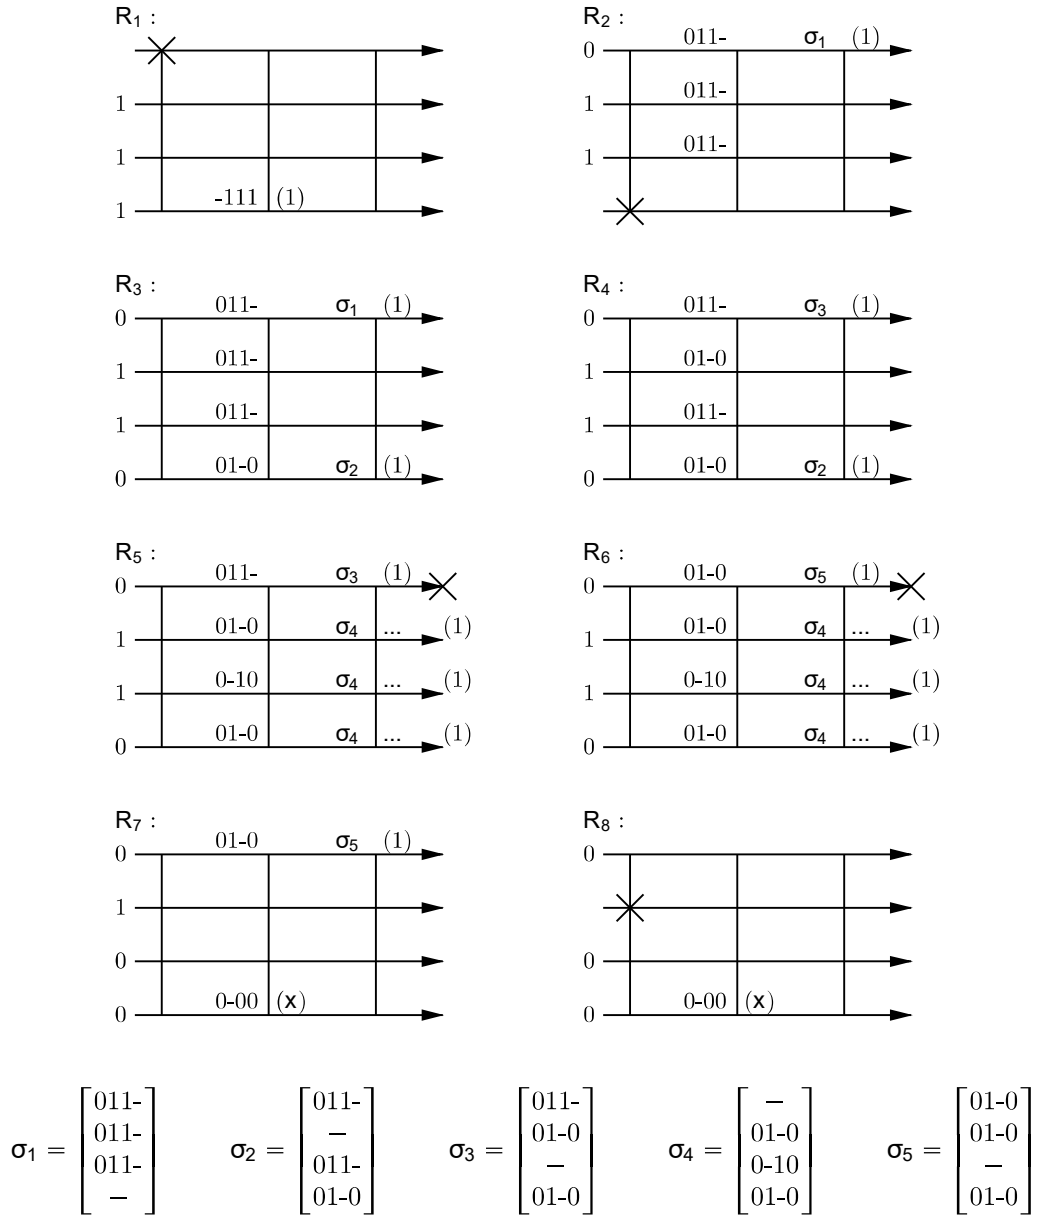 R₁ : R₂ :
0 011- σ₁ (1)
1 1 011-
1 1 011-
1 -111 (1)
R₃ : R₄ :
0 011- σ₁ (1) 0 011- σ₃ (1)
1 011- 1 01-0
1 011- 1 011-
0 01-0 σ₂ (1) 0 01-0 σ₂ (1)
R₅ : R₆ :
0 011- σ₃ (1) 0 01-0 σ₅ (1)
1 01-0 σ₄ ... (1) 1 01-0 σ₄ ... (1)
1 0-10 σ₄ ... (1) 1 0-10 σ₄ ... (1)
0 01-0 σ₄ ... (1) 0 01-0 σ₄ ... (1)
R₇ : R₈ :
0 01-0 σ₅ (1) 0
1
0 0
0 0-00 (x) 0 0-00 (x)
011- 011- 011- – 01-0
011- – 01-0 01-0 01-0
σ₁ = σ₂ = σ₃ = σ₄ = σ₅ =
011- 011- – 0-10 –
– 01-0 01-0 01-0 01-0